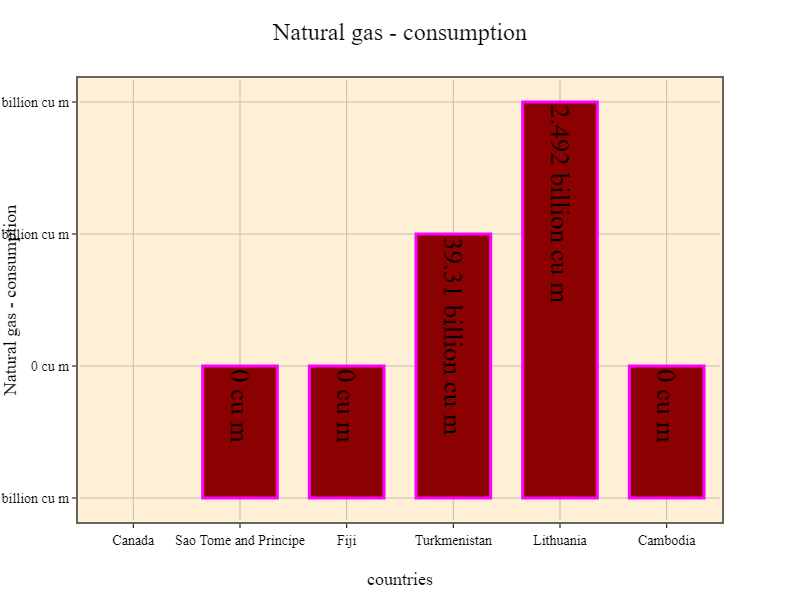 Natural gas - consumption
billion cu m
billion cu m
0 cu m
billion cu m
Natural gas - consumption
0 cu m
0 cu m
39.31 billion cu m
2.492 billion cu m
0 cu m
Canada
Sao Tome and Principe
Fiji
Turkmenistan
Lithuania
Cambodia
countries